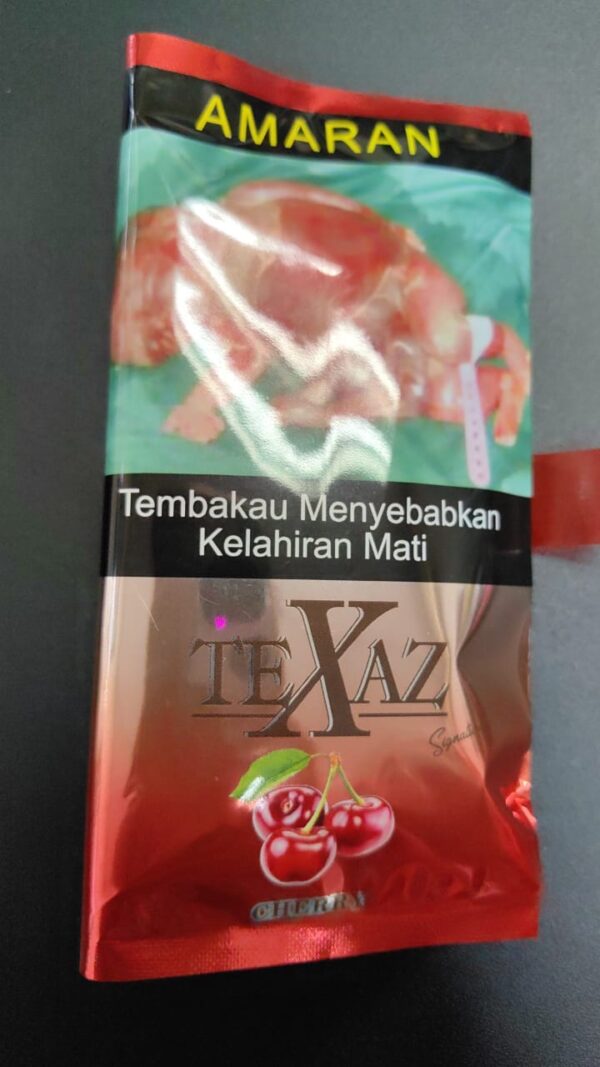 AMARAN
Tembakau Menyebabkan
Kelahiran Mati
TEXAZ
CHERRY